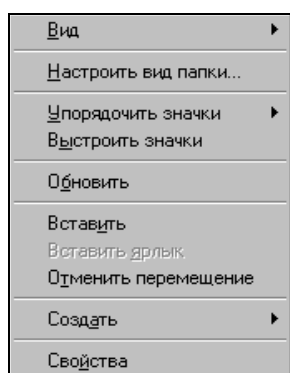 Вид
Настроить вид папки...
Упорядочить значки
Выстроить значки
Обновить
Вставить
Вставить ярлык
Отменить перемещение
Создать
Свойства